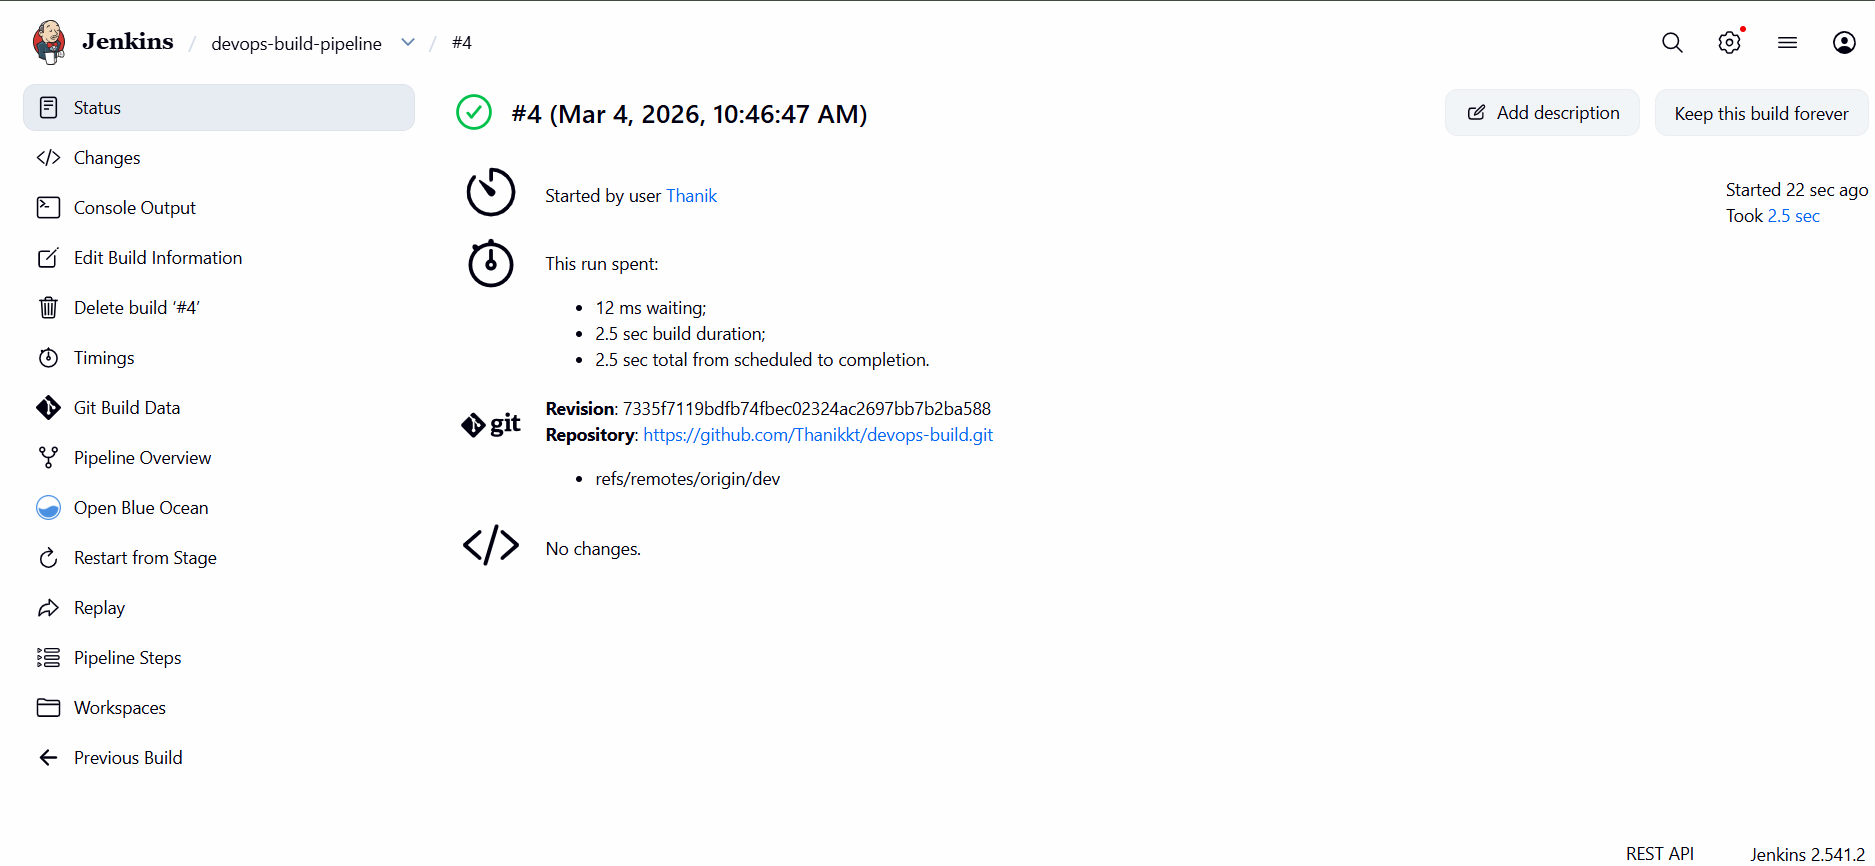 Jenkins / devops-build-pipeline / #4
Status
Changes
Console Output
Edit Build Information
Delete build ‘#4’
Timings
Git Build Data
Pipeline Overview
Open Blue Ocean
Restart from Stage
Replay
Pipeline Steps
Workspaces
Previous Build
#4 (Mar 4, 2026, 10:46:47 AM)
Add description
Keep this build forever
Started by user Thanik
Started 22 sec ago
Took 2.5 sec
This run spent:
• 12 ms waiting;
• 2.5 sec build duration;
• 2.5 sec total from scheduled to completion.
git
Revision: 7335f7119bdfb74fbec02324ac2697bb7b2ba588
Repository: https://github.com/Thanikkt/devops-build.git
• refs/remotes/origin/dev
No changes.
REST API
Jenkins 2.541.2